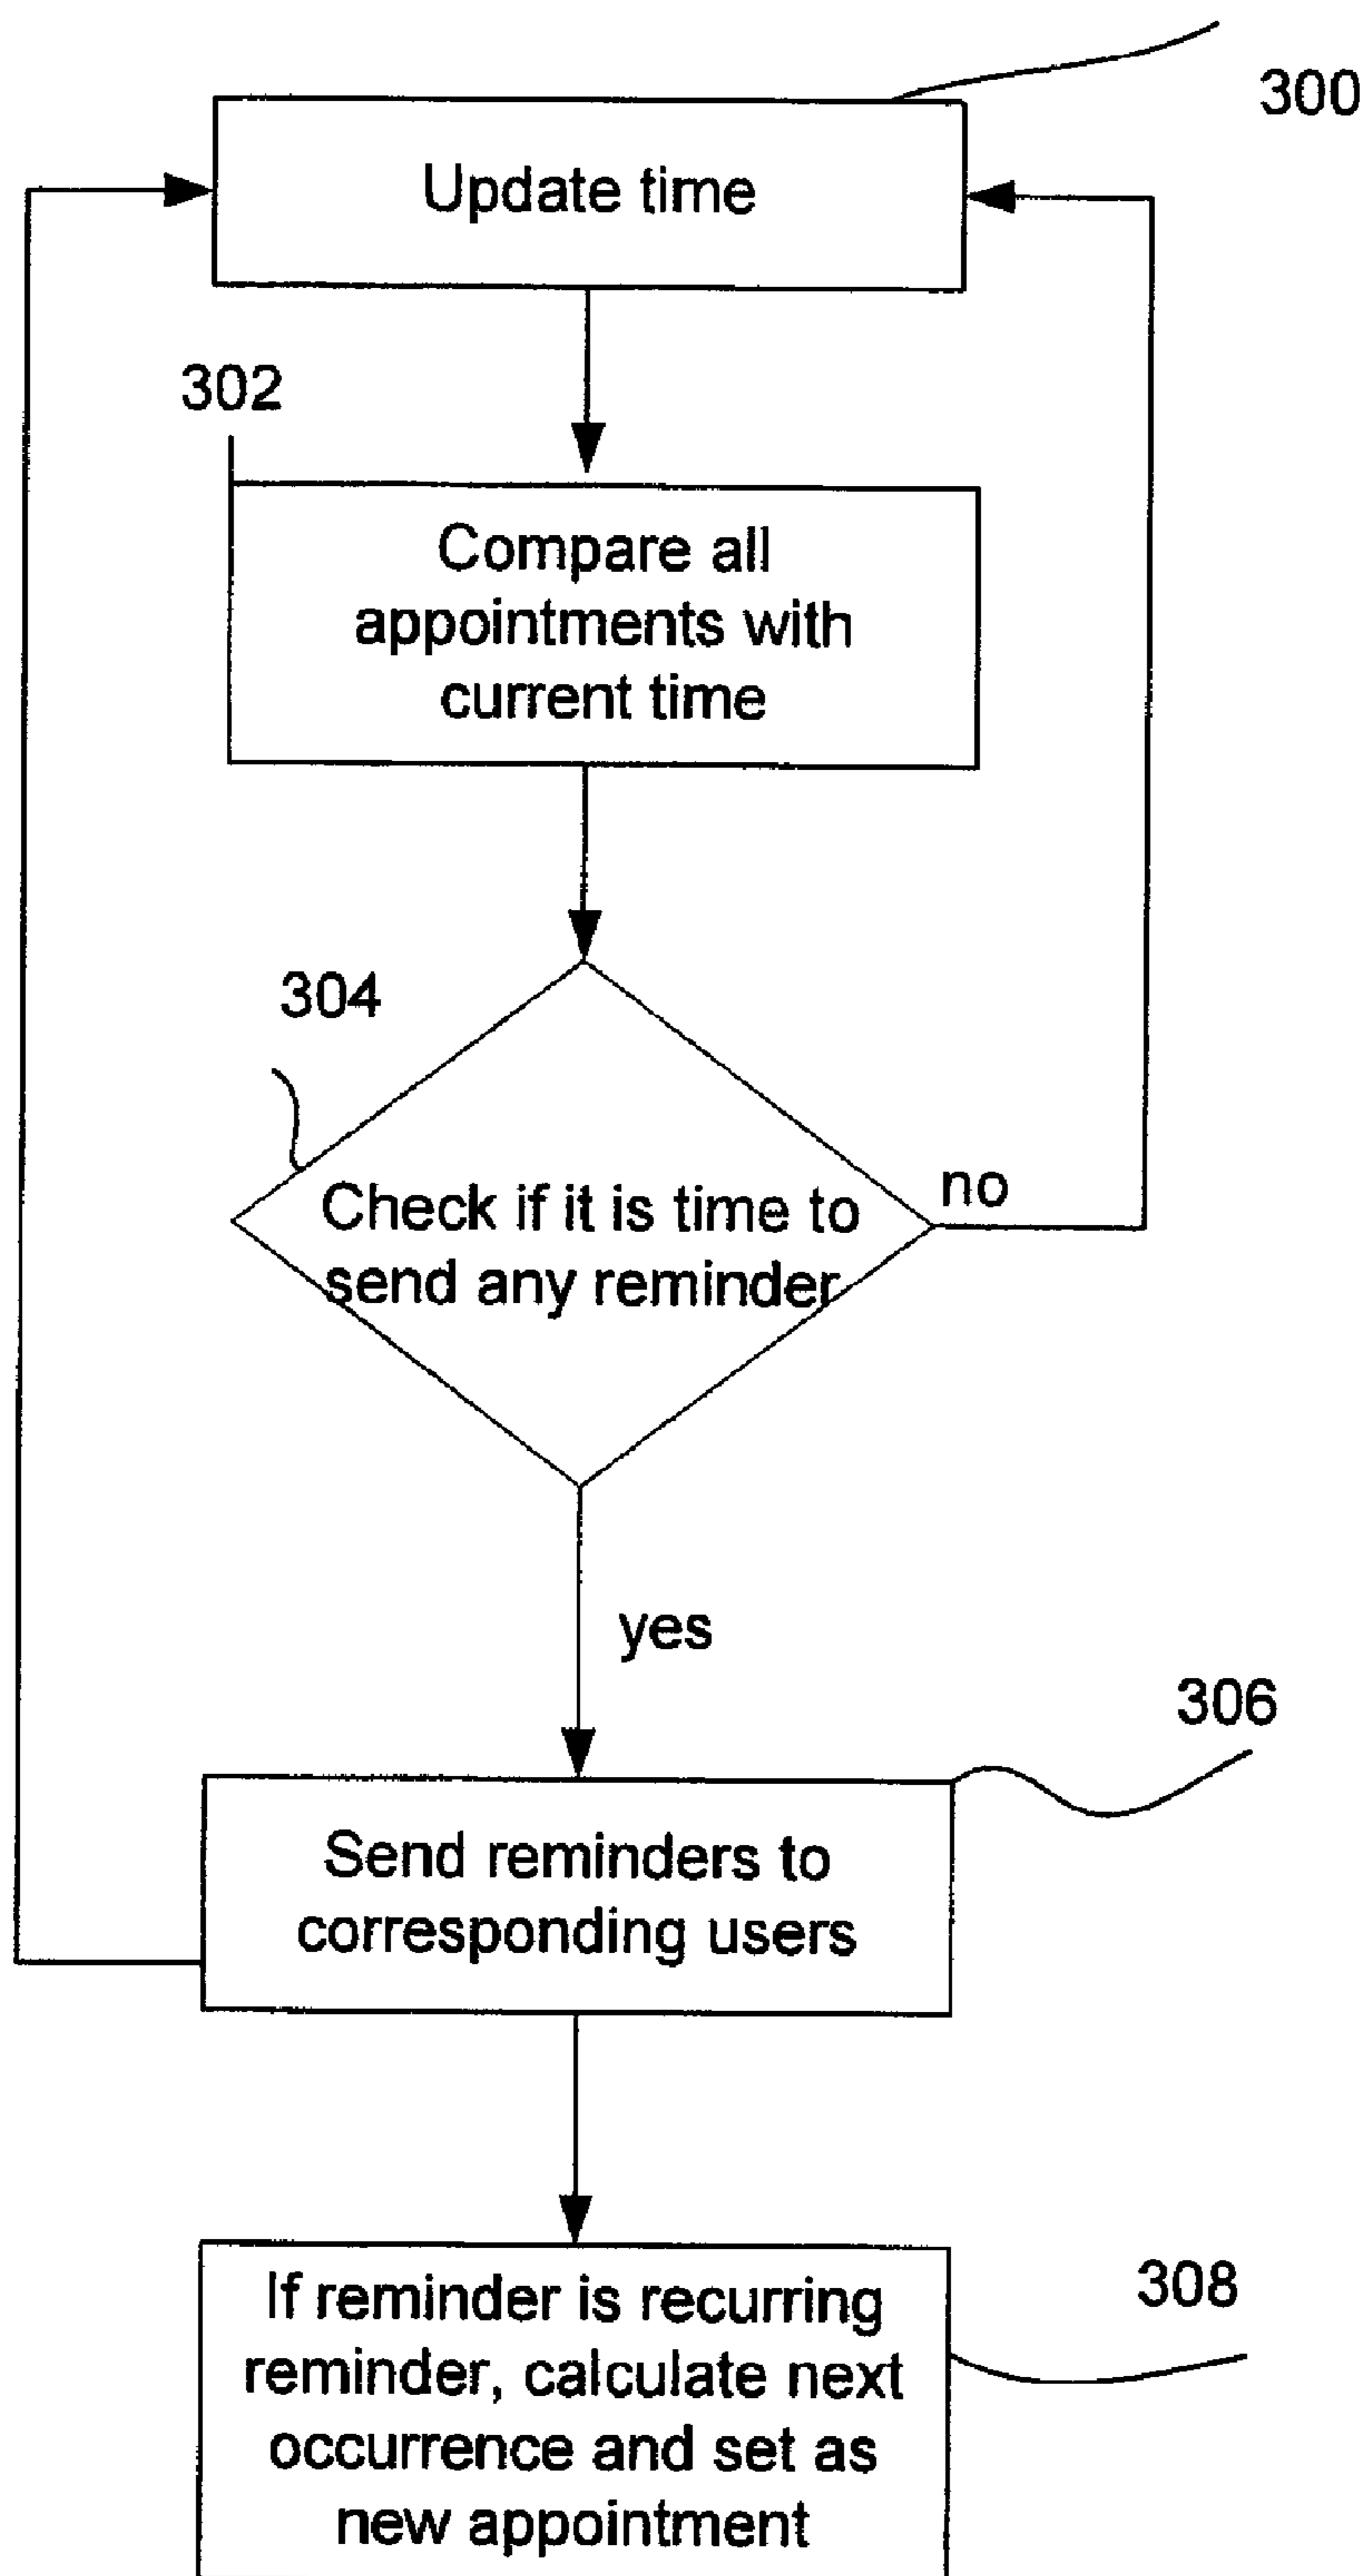 300
Update time
302
Compare all
appointments with
current time
304
no
Check if it is time to
send any reminder
yes
306
Send reminders to
corresponding users
308
If reminder is recurring
reminder, calculate next
occurrence and set as
new appointment